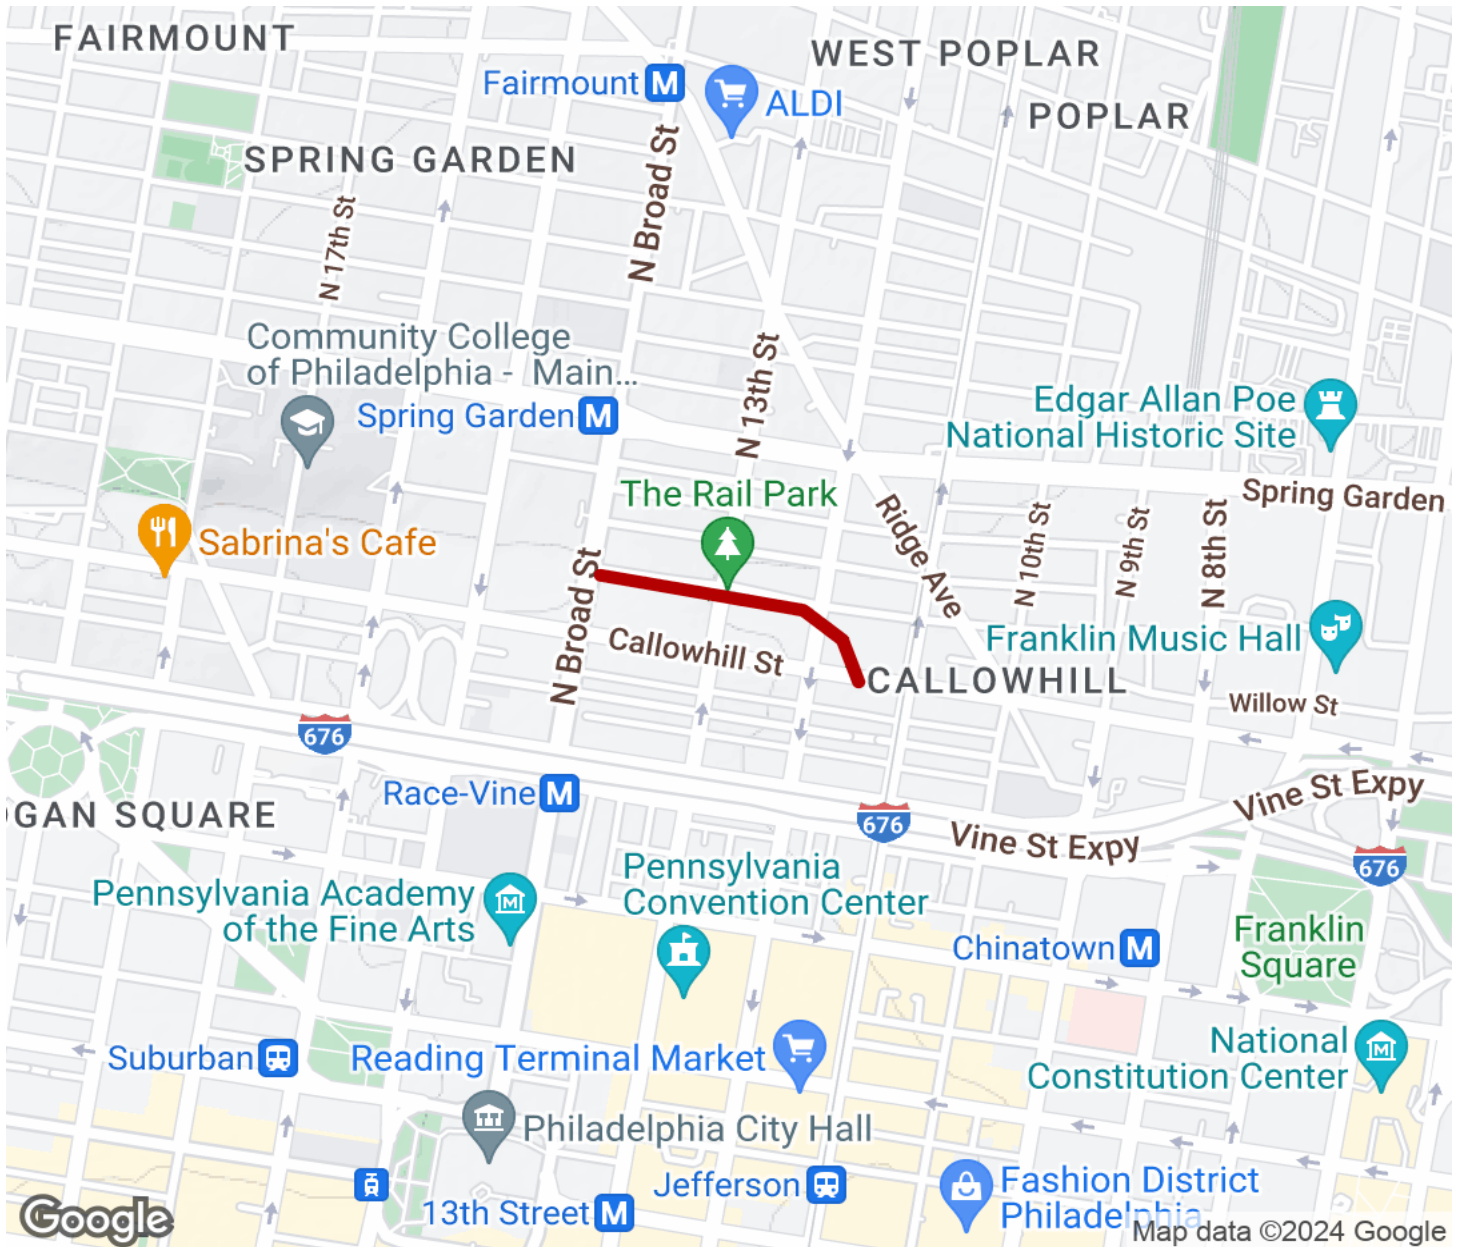 FAIRMOUNT
WEST POPLAR
Fairmount M
ALDI
POPLAR
SPRING GARDEN
N Broad St
N 17th St
Community College
of Philadelphia - Main...
Spring Garden M
N 13th St
Edgar Allan Poe
National Historic Site
The Rail Park
Spring Garden
Ridge Ave
N 10th St
N 9th St
N 8th St
Sabrina's Cafe
N Broad St
Callowhill St
Franklin Music Hall
CALLOWHILL
Willow St
676
Race-Vine M
GAN SQUARE
676
Vine St Expy
Vine St Expy
676
Pennsylvania
Convention Center
Pennsylvania Academy
of the Fine Arts
Chinatown M
Franklin
Square
Suburban
Reading Terminal Market
National
Constitution Center
Philadelphia City Hall
Jefferson
Fashion District
Philadelphia
13th Street M
Google
Map data ©2024 Google